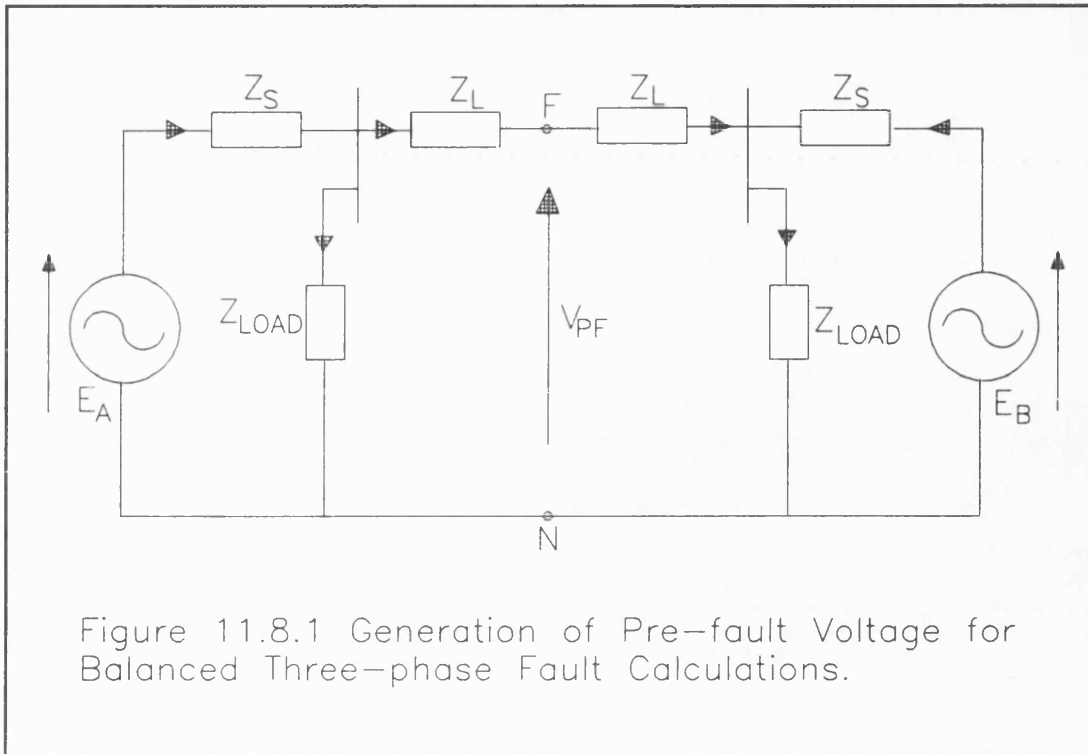 Z_S
Z_L
F
Z_L
Z_S
Z_LOAD
V_PF
Z_LOAD
E_A
E_B
N
Figure 11.8.1 Generation of Pre-fault Voltage for
Balanced Three-phase Fault Calculations.